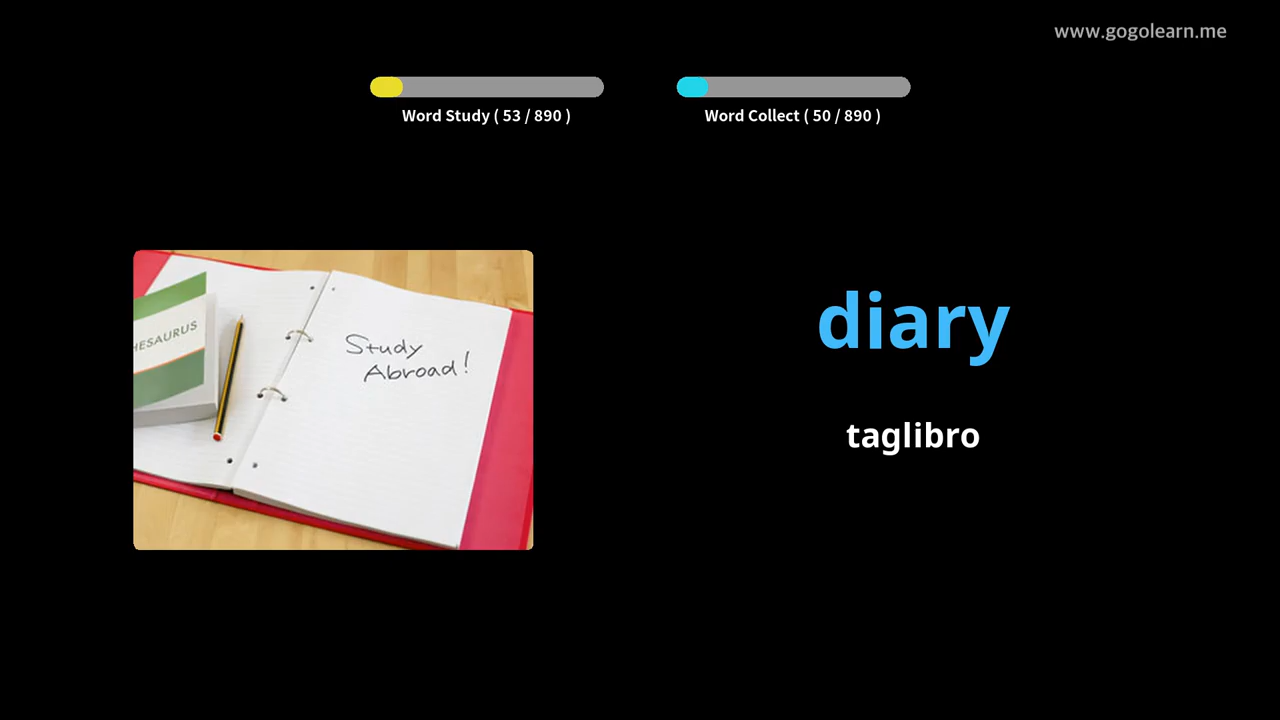 www.gogolearn.me
Word Study ( 53 / 890 )
Word Collect ( 50 / 890 )
HESAURUS
Study
Abroad!
diary
taglibro